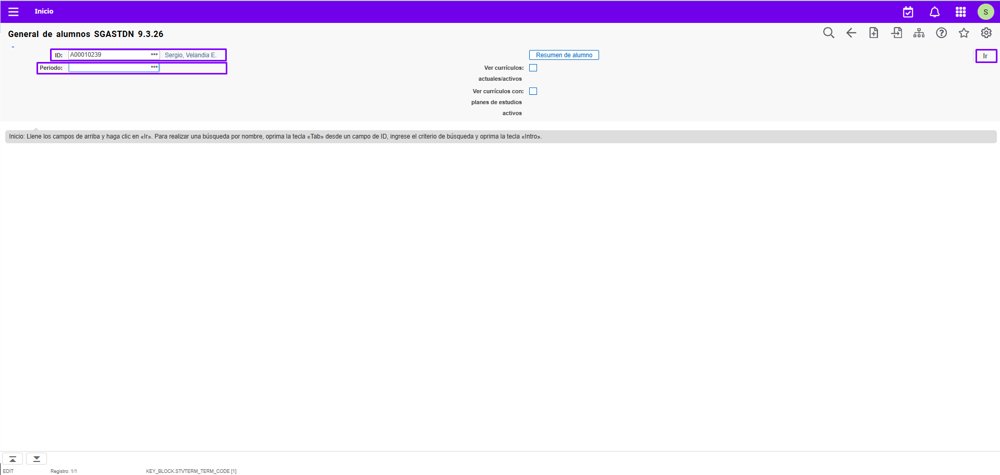 Inicio
S
General de alumnos SGASTDN 9.3.26
ID: A00010239 ••• Sergio, Velandia E.
Resumen de alumno
Ir
Periodo: •••
Ver currículos:
actuales/activos
Ver currículos con:
planes de estudios
activos
Inicio: Llene los campos de arriba y haga clic en «Ir». Para realizar una búsqueda por nombre, oprima la tecla «Tab» desde un campo de ID, ingrese el criterio de búsqueda y oprima la tecla «Intro».
EDIT
Registro: 1/1
KEY_BLOCK.STVTERM_TERM_CODE [1]